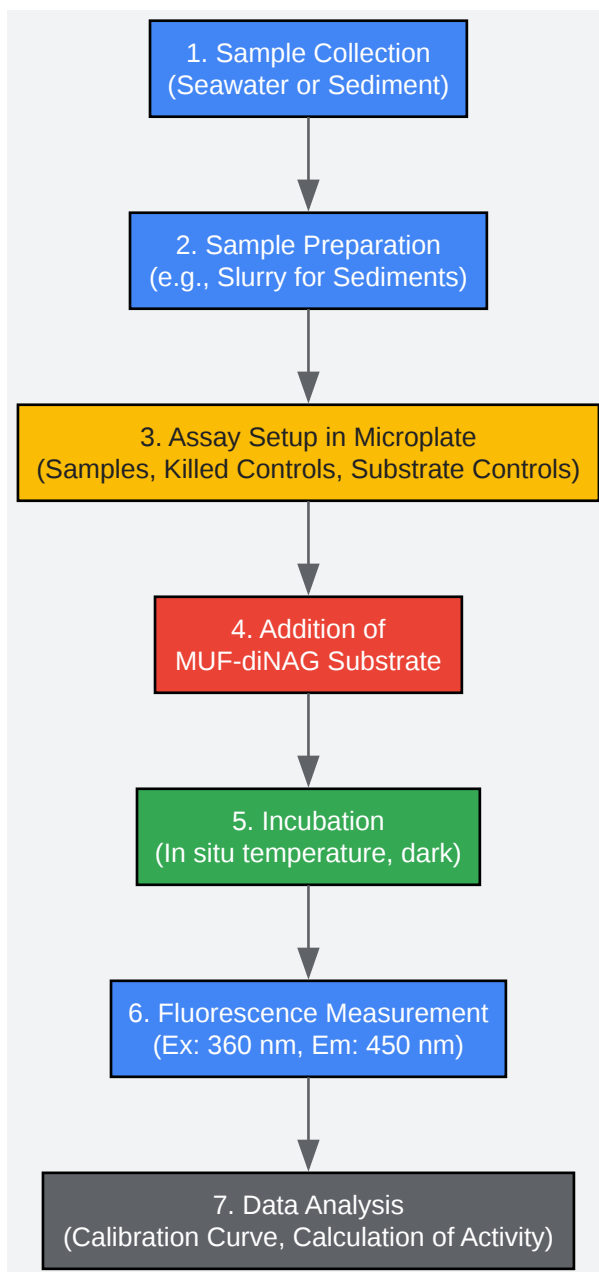 1. Sample Collection
(Seawater or Sediment)
2. Sample Preparation
(e.g., Slurry for Sediments)
3. Assay Setup in Microplate
(Samples, Killed Controls, Substrate Controls)
4. Addition of
MUF-diNAG Substrate
5. Incubation
(In situ temperature, dark)
6. Fluorescence Measurement
(Ex: 360 nm, Em: 450 nm)
7. Data Analysis
(Calibration Curve, Calculation of Activity)